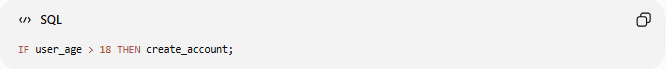 SQL
IF user_age > 18 THEN create_account;